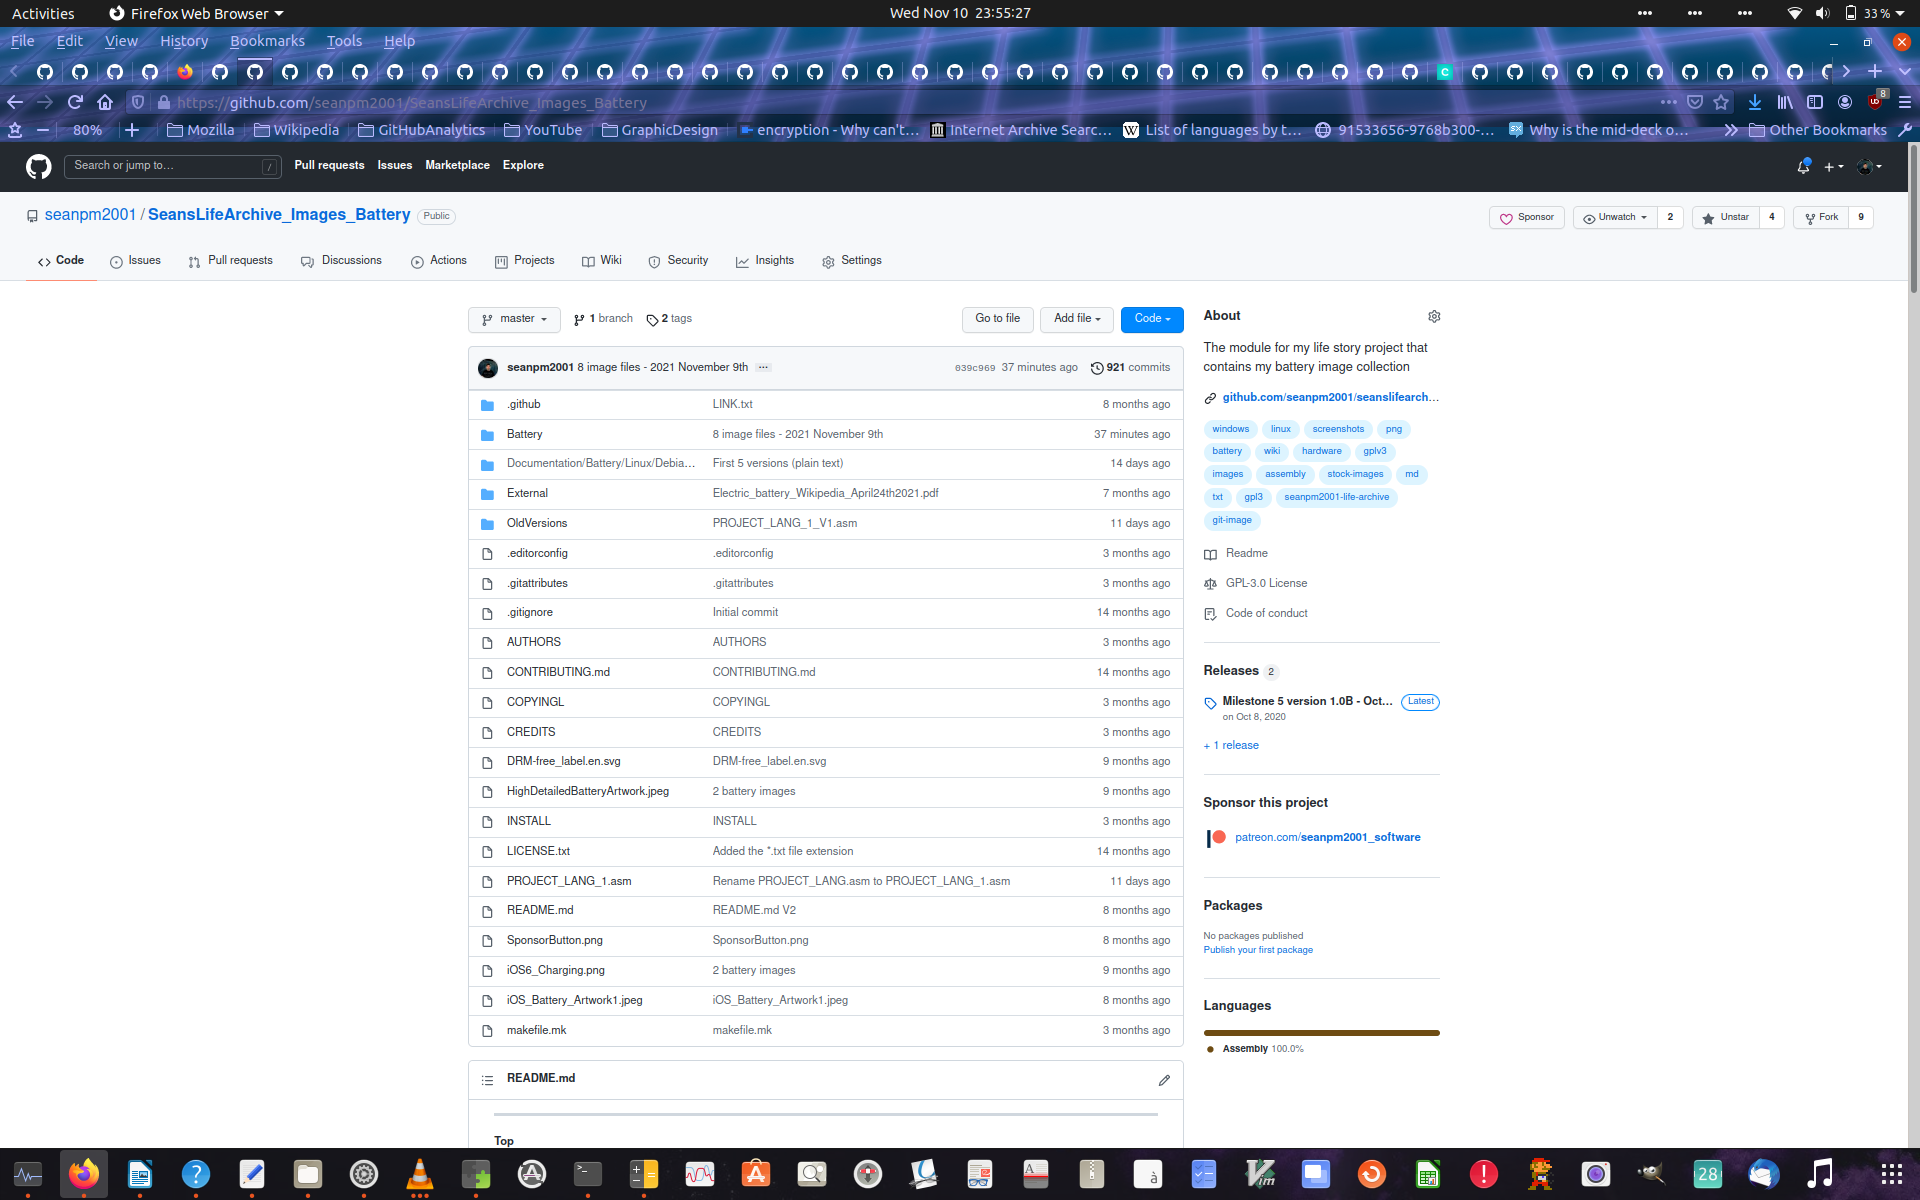 Activities Firefox Web Browser Wed Nov 10 23:55:27 33 %
File Edit View History Bookmarks Tools Help
https://github.com/seanpm2001/SeansLifeArchive_Images_Battery 8
80% Mozilla Wikipedia GitHubAnalytics YouTube GraphicDesign encryption - Why can't… Internet Archive Searc… List of languages by t… 91533656-9768b300-… Why is the mid-deck o… Other Bookmarks
Search or jump to… / Pull requests Issues Marketplace Explore
seanpm2001 / SeansLifeArchive_Images_Battery Public Sponsor Unwatch 2 Unstar 4 Fork 9
Code Issues Pull requests Discussions Actions Projects Wiki Security Insights Settings
master 1 branch 2 tags Go to file Add file Code
seanpm2001 8 image files - 2021 November 9th ... 839c969 37 minutes ago 921 commits
.github LINK.txt 8 months ago
Battery 8 image files - 2021 November 9th 37 minutes ago
Documentation/Battery/Linux/Debia… First 5 versions (plain text) 14 days ago
External Electric_battery_Wikipedia_April24th2021.pdf 7 months ago
OldVersions PROJECT_LANG_1_V1.asm 11 days ago
.editorconfig .editorconfig 3 months ago
.gitattributes .gitattributes 3 months ago
.gitignore Initial commit 14 months ago
AUTHORS AUTHORS 3 months ago
CONTRIBUTING.md CONTRIBUTING.md 14 months ago
COPYINGL COPYINGL 3 months ago
CREDITS CREDITS 3 months ago
DRM-free_label.en.svg DRM-free_label.en.svg 9 months ago
HighDetailedBatteryArtwork.jpeg 2 battery images 9 months ago
INSTALL INSTALL 3 months ago
LICENSE.txt Added the *.txt file extension 14 months ago
PROJECT_LANG_1.asm Rename PROJECT_LANG.asm to PROJECT_LANG_1.asm 11 days ago
README.md README.md V2 8 months ago
SponsorButton.png SponsorButton.png 8 months ago
iOS6_Charging.png 2 battery images 9 months ago
iOS_Battery_Artwork1.jpeg iOS_Battery_Artwork1.jpeg 8 months ago
makefile.mk makefile.mk 3 months ago
README.md
Top
About
The module for my life story project that
contains my battery image collection
github.com/seanpm2001/seanslifearch…
windows linux screenshots png
battery wiki hardware gplv3
images assembly stock-images md
txt gpl3 seanpm2001-life-archive
git-image
Readme
GPL-3.0 License
Code of conduct
Releases 2
Milestone 5 version 1.0B - Oct… Latest
on Oct 8, 2020
+ 1 release
Sponsor this project
patreon.com/seanpm2001_software
Packages
No packages published
Publish your first package
Languages
Assembly 100.0%
28